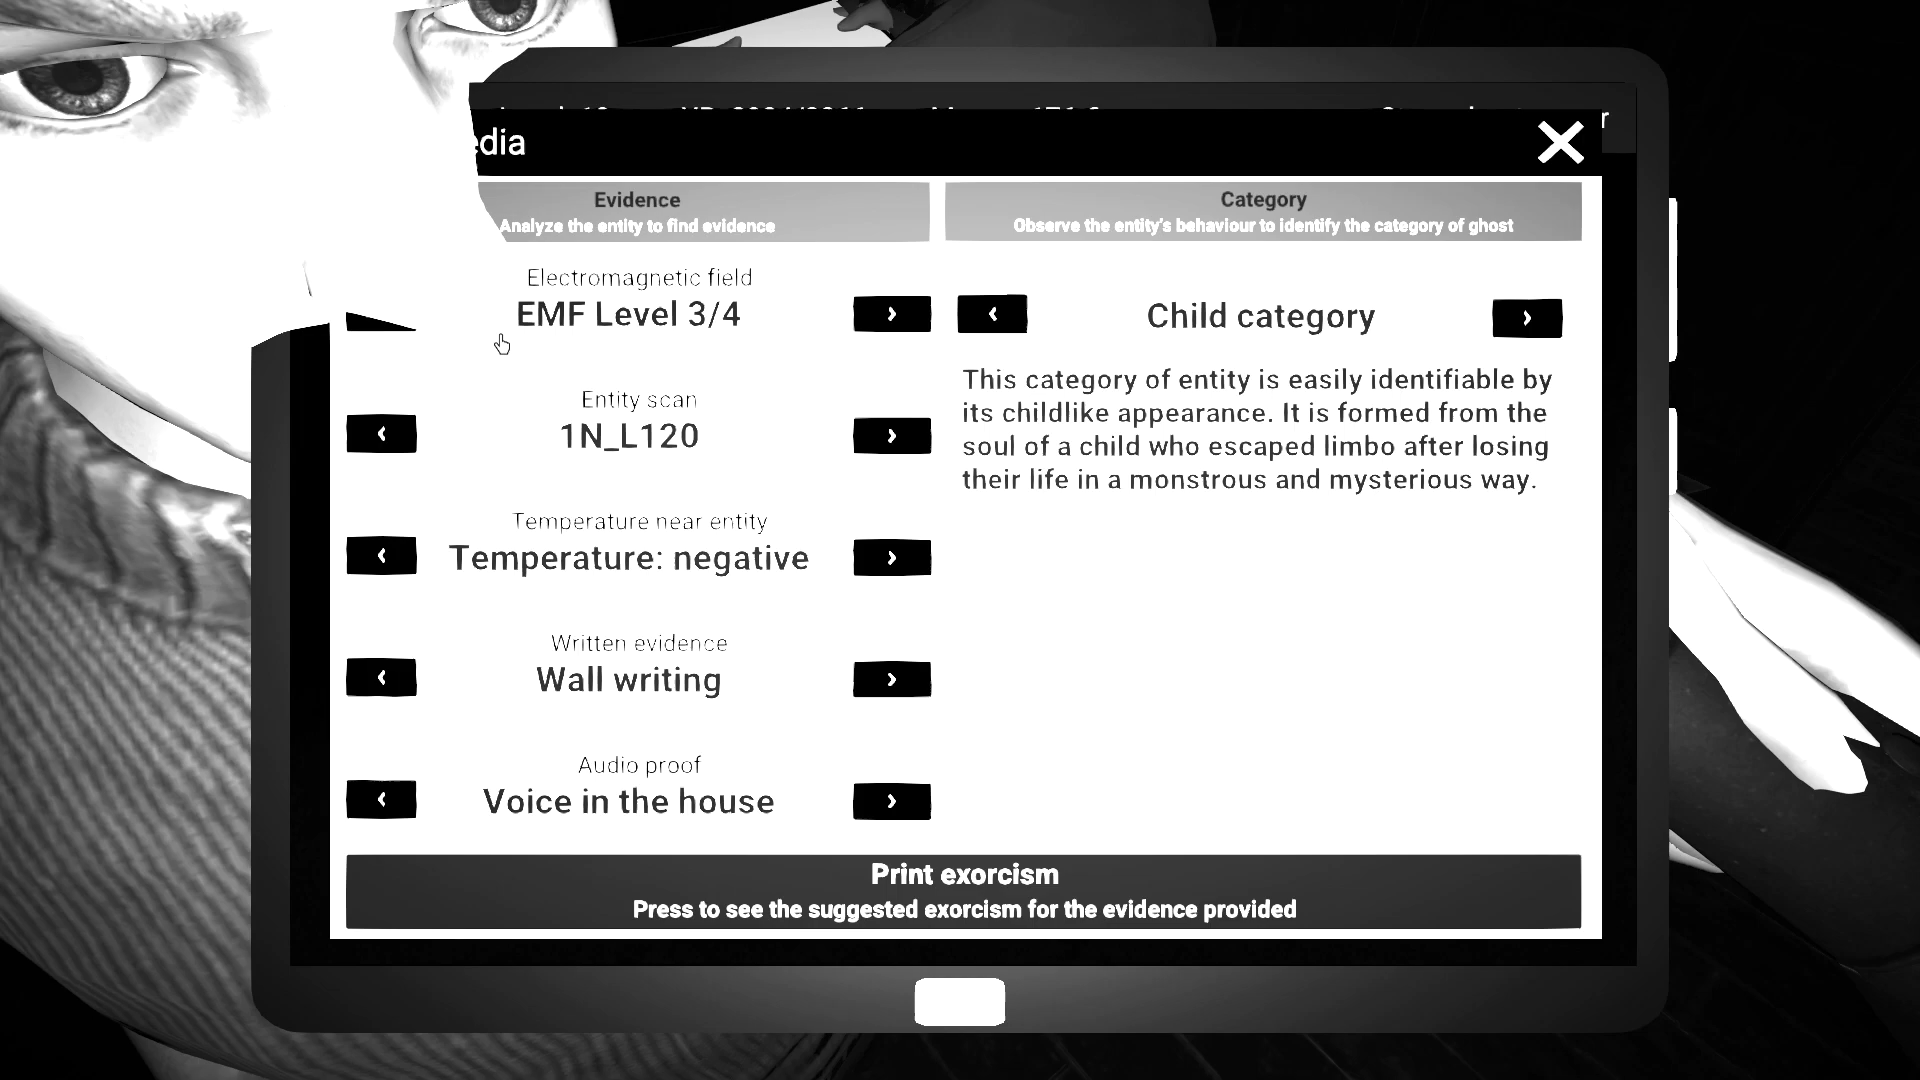 edia
Evidence
Analyze the entity to find evidence
Category
Observe the entity's behaviour to identify the category of ghost
Electromagnetic field
EMF Level 3/4
Child category
This category of entity is easily identifiable by
its childlike appearance. It is formed from the
soul of a child who escaped limbo after losing
their life in a monstrous and mysterious way.
Entity scan
1N_L120
Temperature near entity
Temperature: negative
Written evidence
Wall writing
Audio proof
Voice in the house
Print exorcism
Press to see the suggested exorcism for the evidence provided